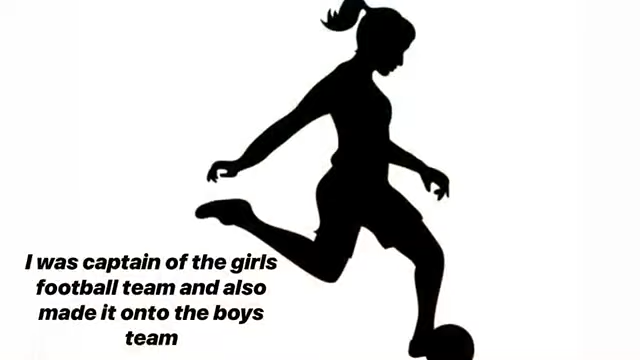 I was captain of the girls
football team and also
made it onto the boys
team